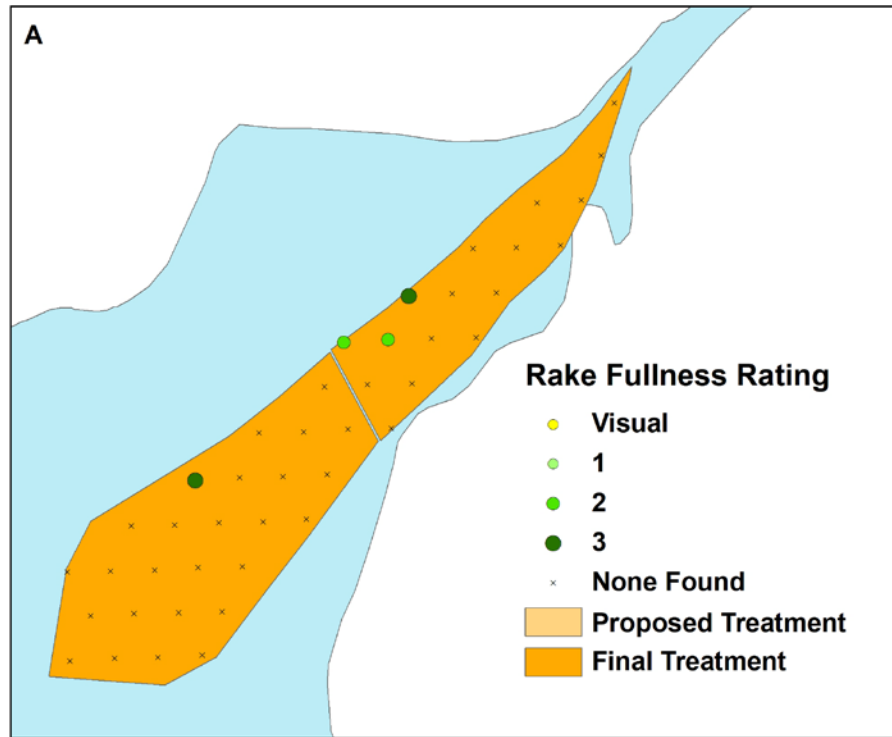 A
Rake Fullness Rating
Visual
1
2
3
None Found
Proposed Treatment
Final Treatment